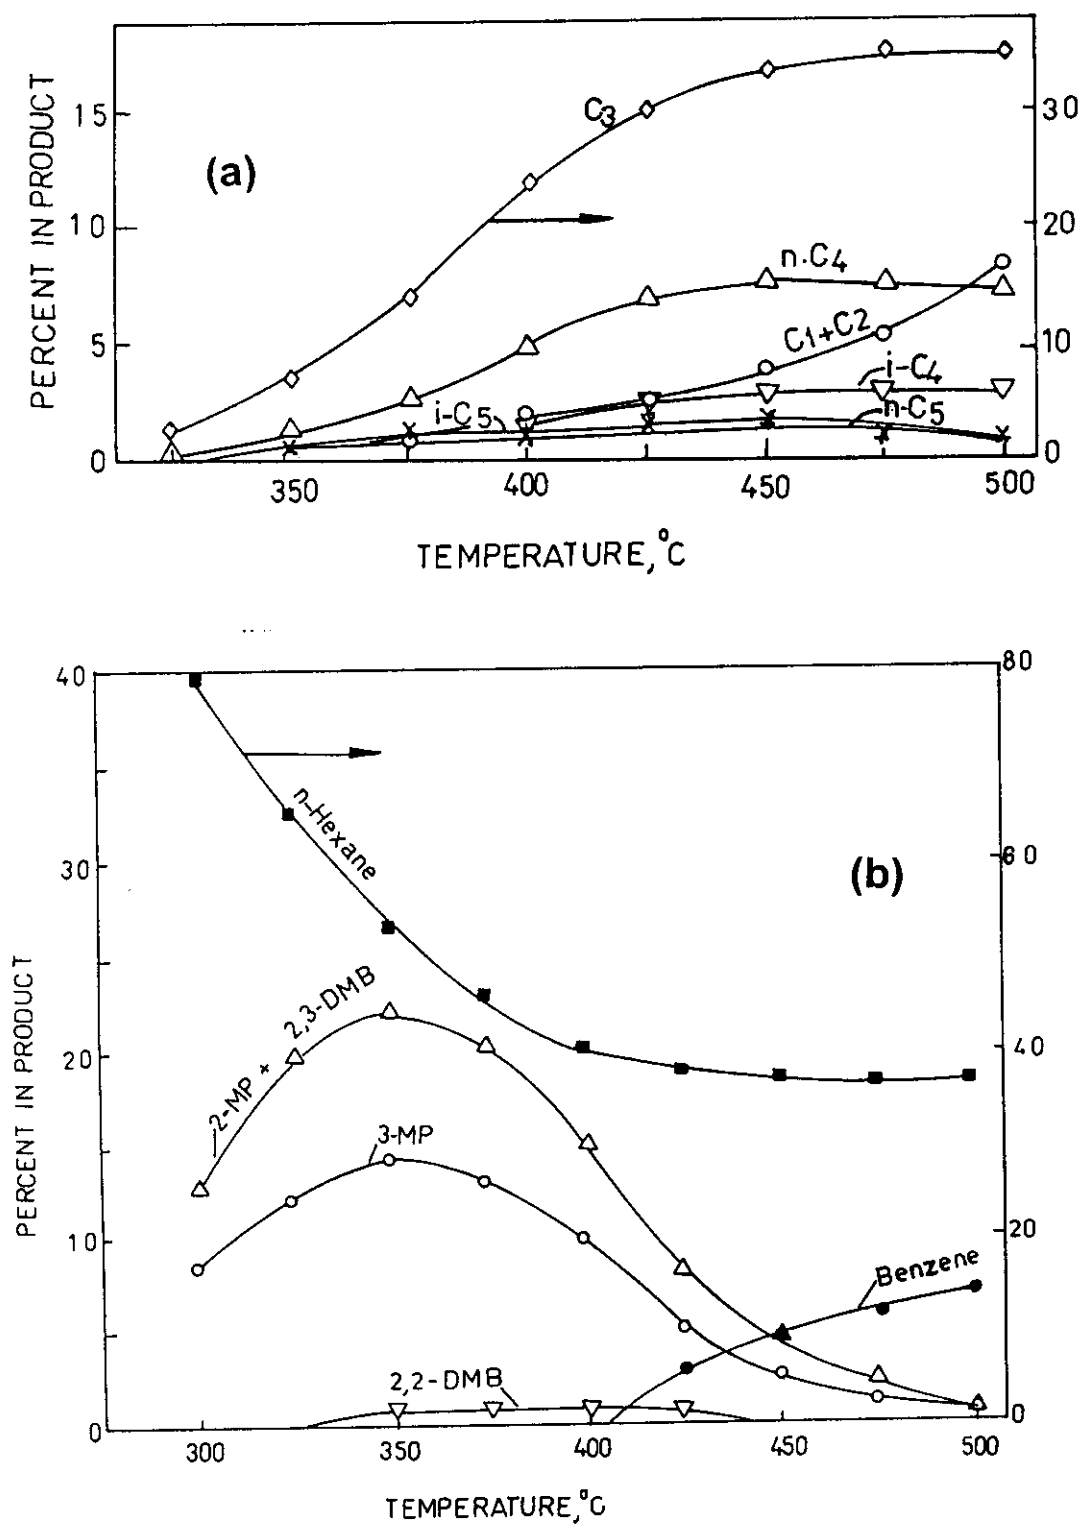 (a)
PERCENT IN PRODUCT
15
10
5
0
30
20
10
0
C3
n.C4
C1+C2
i-C4
i-C5
n-C5
350
400
450
500
TEMPERATURE, °C
(b)
PERCENT IN PRODUCT
40
30
20
10
0
80
60
40
20
0
n-Hexane
2-MP + 2,3-DMB
3-MP
2,2-DMB
Benzene
300
350
400
450
500
TEMPERATURE, °C